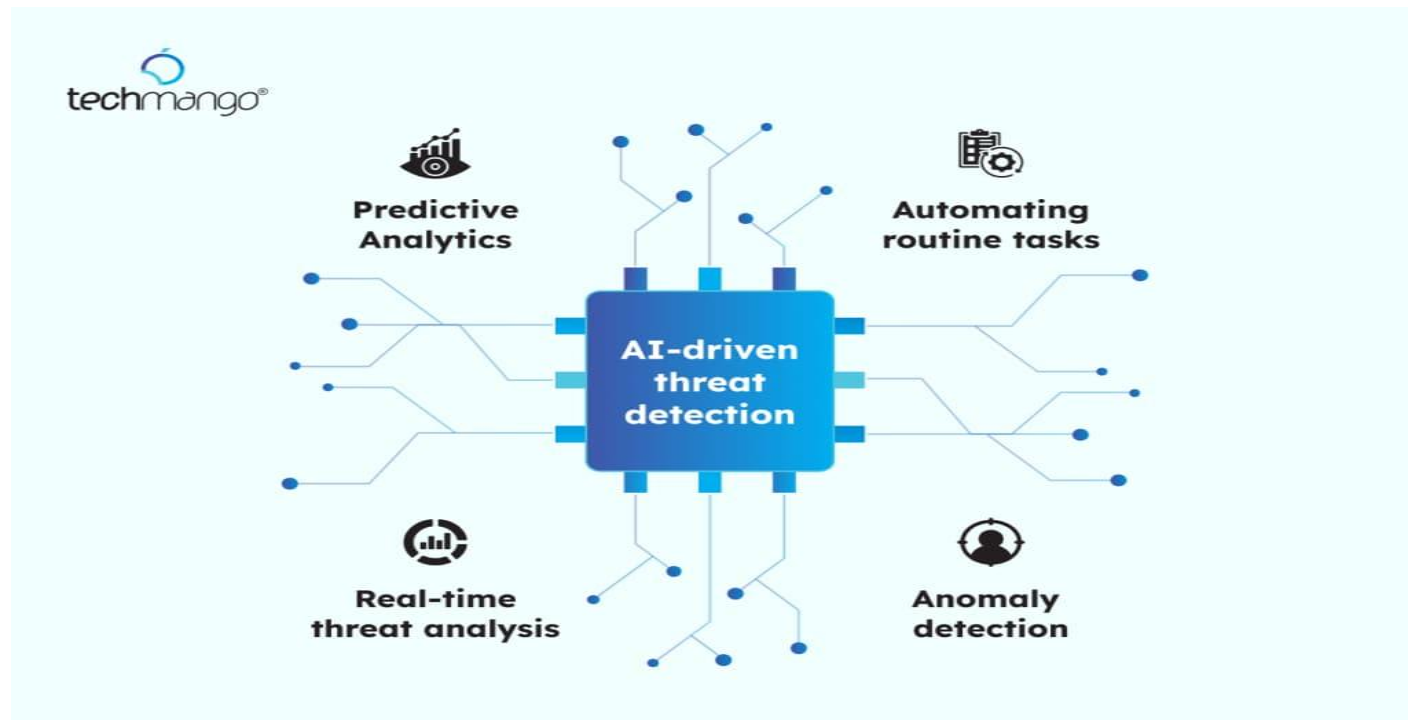 techmango®
Predictive
Analytics
Automating
routine tasks
AI-driven
threat
detection
Real-time
threat analysis
Anomaly
detection